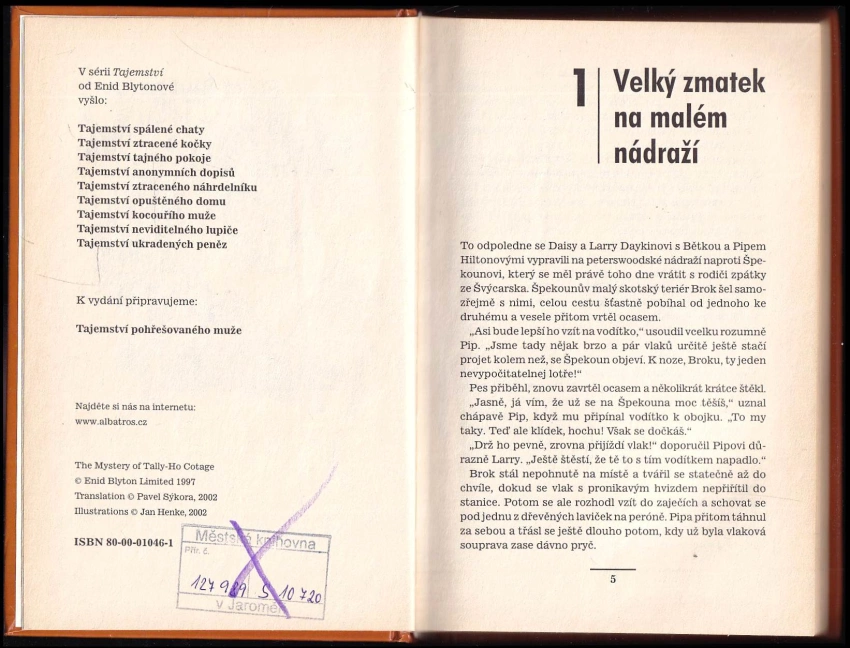 V sérii Tajemství
od Enid Blytonové
vyšlo:
Tajemství spálené chaty
Tajemství ztracené kočky
Tajemství tajného pokoje
Tajemství anonymních dopisů
Tajemství ztraceného náhrdelníku
Tajemství opuštěného domu
Tajemství kocouřího muže
Tajemství neviditelného lupiče
Tajemství ukradených peněz
K vydání připravujeme:
Tajemství pohřešovaného muže
Najděte si nás na internetu:
www.albatros.cz
The Mystery of Tally-Ho Cotage
© Enid Blyton Limited 1997
Translation © Pavel Sýkora, 2002
Illustrations © Jan Henke, 2002
ISBN 80-00-01046-1
Městská knihovna
Přír. č.
127 989 S 10 720
v Jaroměři
1 Velký zmatek
na malém
nádraží
To odpoledne se Daisy a Larry Daykinovi s Bětkou a Pipem
Hiltonovými vypravili na peterswoodské nádraží naproti Špe-
kounovi, který se měl právě toho dne vrátit s rodiči zpátky
ze Švýcarska. Špekounův malý skotský teriér Brok šel samo-
zřejmě s nimi, celou cestu šťastně pobíhal od jednoho ke
druhému a vesele přitom vrtěl ocasem.
„Asi bude lepší ho vzít na vodítko,“ usoudil vcelku rozumně
Pip. „Jsme tady nějak brzo a pár vlaků určitě ještě stačí
projet kolem než, se Špekoun objeví. K noze, Broku, ty jeden
nevypočitatelnej lotře!“
Pes přiběhl, znovu zavrtěl ocasem a několikrát krátce štěkl.
„Jasně, já vím, že už se na Špekouna moc těšíš,“ uznal
chápavě Pip, když mu připínal vodítko k obojku. „To my
taky. Teď ale klídek, hochu! Však se dočkáš.“
„Drž ho pevně, zrovna přijíždí vlak!“ doporučil Pipovi dů-
razně Larry. „Ještě štěstí, že tě to s tím vodítkem napadlo.“
Brok stál nepohnutě na místě a tvářil se statečně až do
chvíle, dokud se vlak s pronikavým hvizdem nepřiřítil do
stanice. Potom se ale rozhodl vzít do zaječích a schovat se
pod jednu z dřevěných laviček na peróně. Pipa přitom táhnul
za sebou a třásl se ještě dlouho potom, kdy už byla vlaková
souprava zase dávno pryč.
5